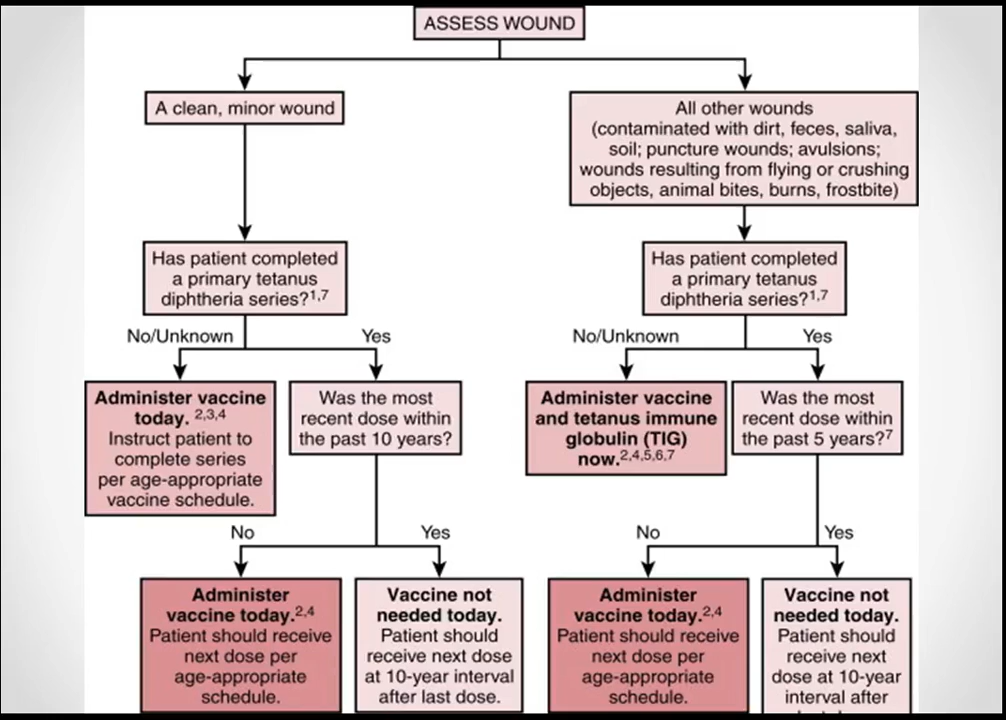 ASSESS WOUND
A clean, minor wound
All other wounds
(contaminated with dirt, feces, saliva,
soil; puncture wounds; avulsions;
wounds resulting from flying or crushing
objects, animal bites, burns, frostbite)
Has patient completed
a primary tetanus
diphtheria series?1,7
Has patient completed
a primary tetanus
diphtheria series?1,7
No/Unknown
Yes
No/Unknown
Yes
Administer vaccine
today. 2,3,4
Instruct patient to
complete series
per age-appropriate
vaccine schedule.
Was the most
recent dose within
the past 10 years?
Administer vaccine
and tetanus immune
globulin (TIG)
now.2,4,5,6,7
Was the most
recent dose within
the past 5 years?7
No
Yes
No
Yes
Administer
vaccine today.2,4
Patient should receive
next dose per
age-appropriate
schedule.
Vaccine not
needed today.
Patient should
receive next dose
at 10-year interval
after last dose.
Administer
vaccine today.2,4
Patient should receive
next dose per
age-appropriate
schedule.
Vaccine not
needed today.
Patient should
receive next
dose at 10-year
interval after